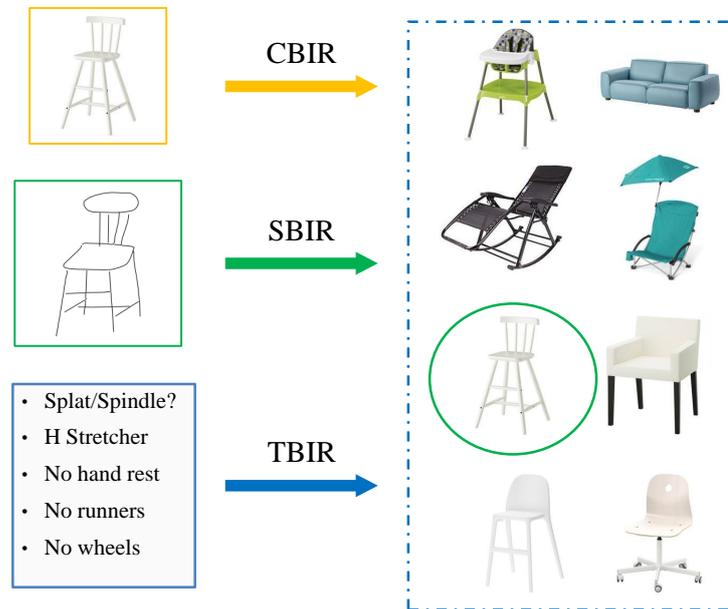 CBIR
SBIR
• Splat/Spindle?
• H Stretcher
• No hand rest
• No runners
• No wheels
TBIR